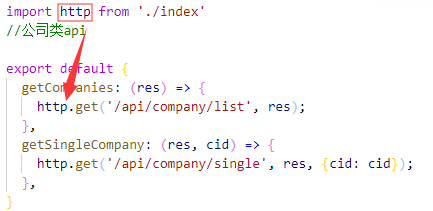 import http from './index'
//公司类api
export default {
getCompanies: (res) => {
http.get('/api/company/list', res);
},
getSingleCompany: (res, cid) => {
http.get('/api/company/single', res, {cid: cid});
},
}